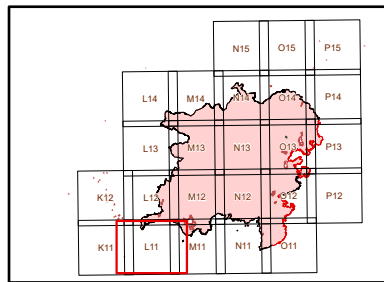 N15 O15 P15
L14 M14 N14 O14 P14
L13 M13 N13 O13 P13
K12 L12 M12 N12 O12 P12
K11 L11 M11 N11 O11